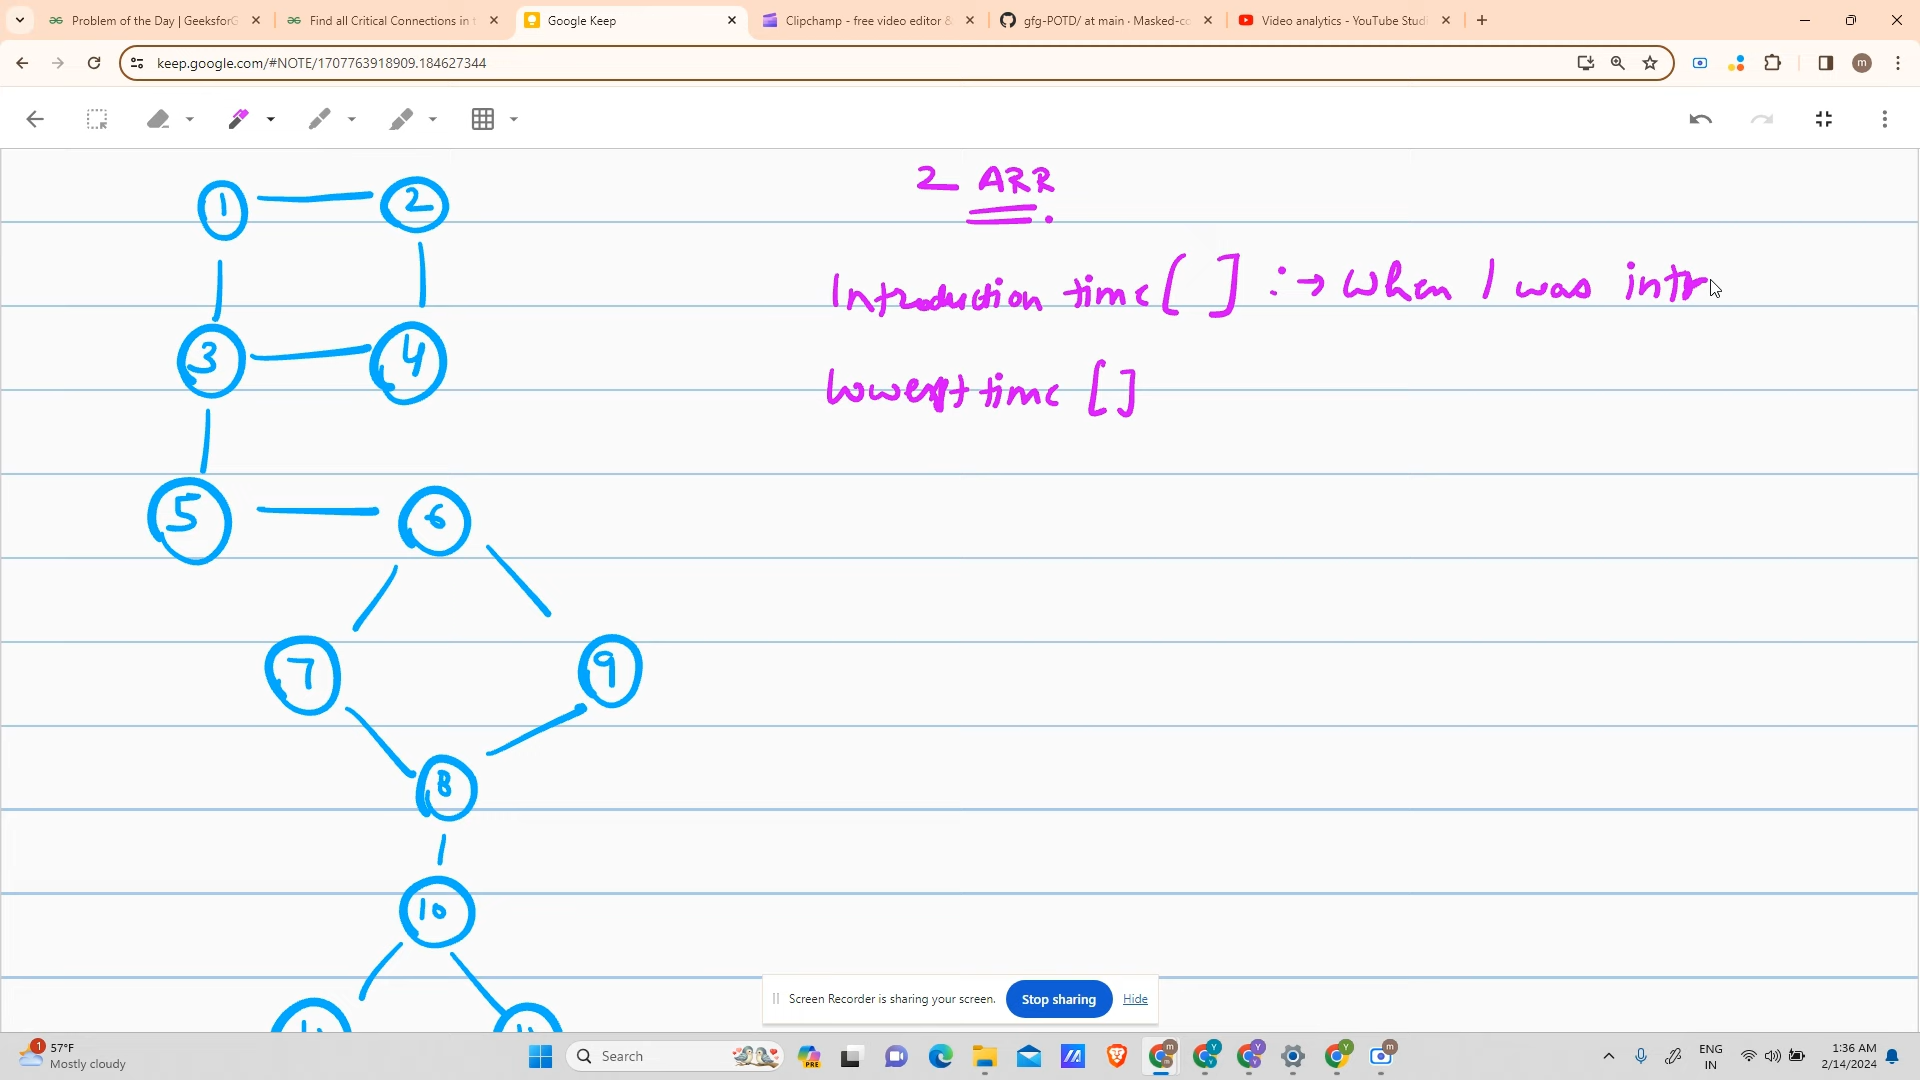 Problem of the Day | GeeksforG
Find all Critical Connections in t
Google Keep
Clipchamp - free video editor &
gfg-POTD/ at main · Masked-co
Video analytics - YouTube Studi
keep.google.com/#NOTE/1707763918909.184627344
m
2 ARR
1
2
Introduction time [ ] :→ When I was intr
3
4
lowest time [ ]
5
6
7
9
8
10
Screen Recorder is sharing your screen.
Stop sharing
Hide
1
57°F
Mostly cloudy
Search
PRE
ENG
IN
1:36 AM
2/14/2024